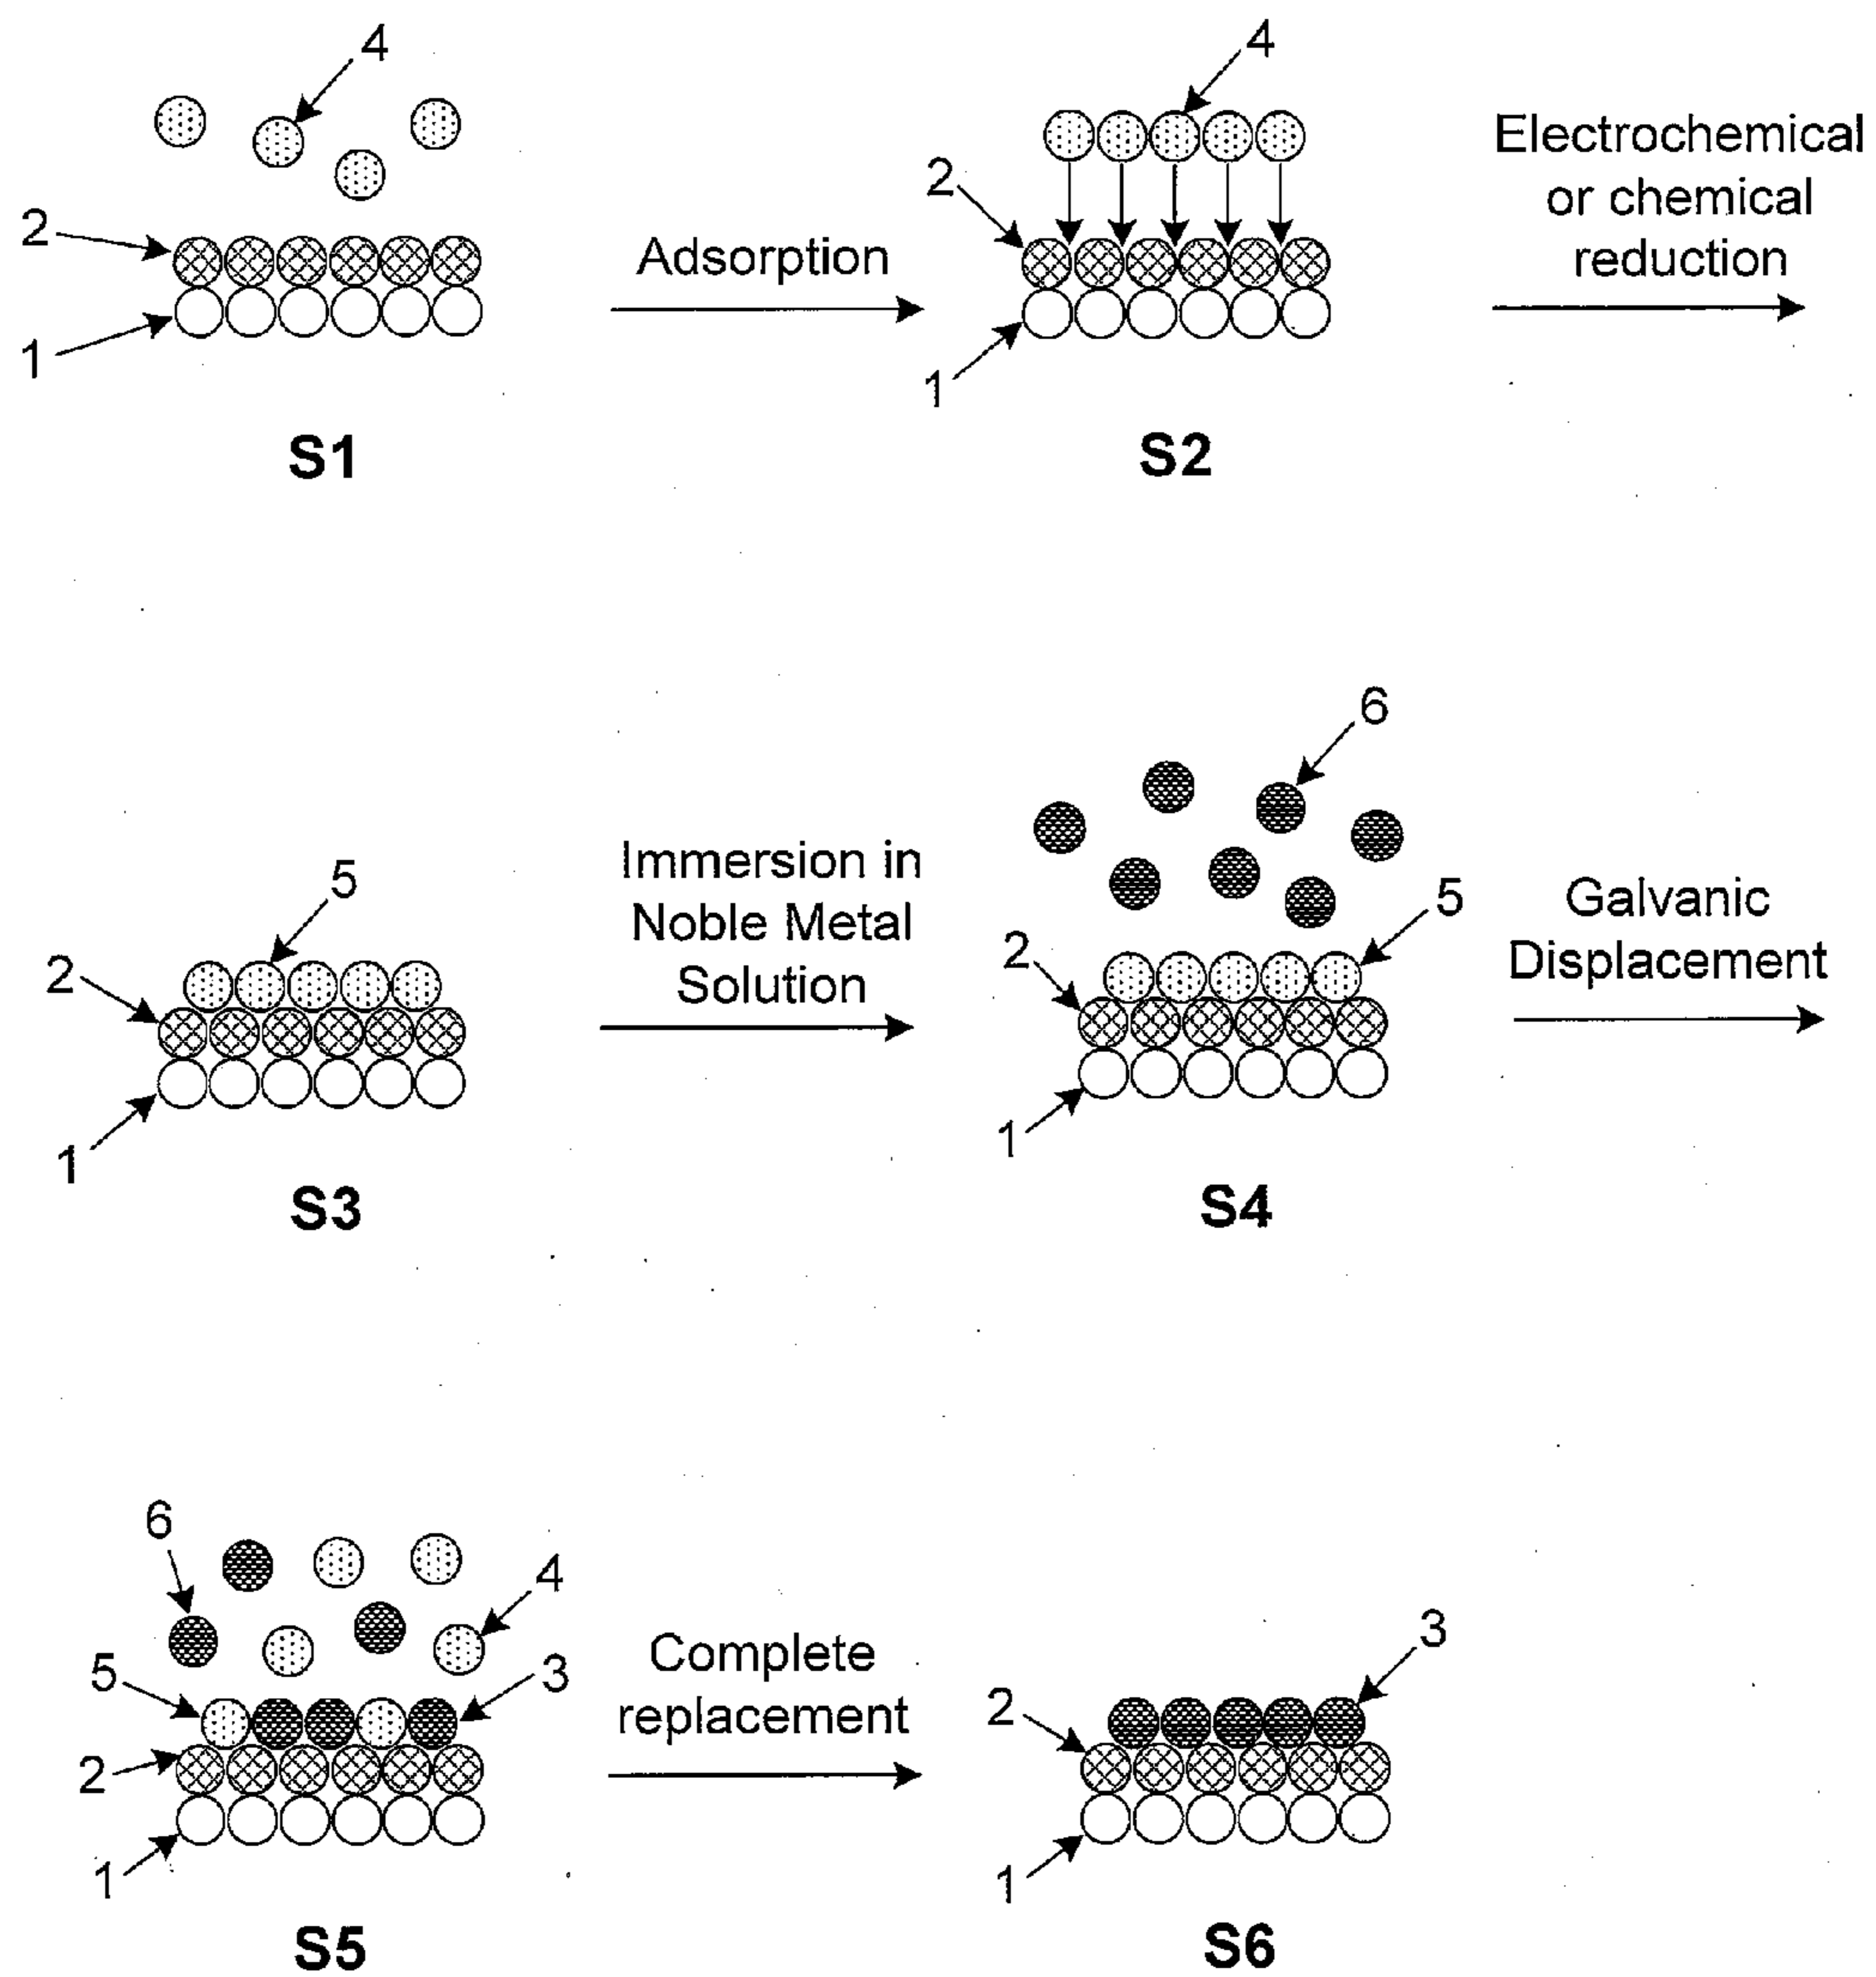 4
2
1
S1
Adsorption
4
2
1
S2
Electrochemical
or chemical
reduction
5
2
1
S3
Immersion in
Noble Metal
Solution
6
5
2
1
S4
Galvanic
Displacement
6
4
5
3
2
1
S5
Complete
replacement
3
2
1
S6